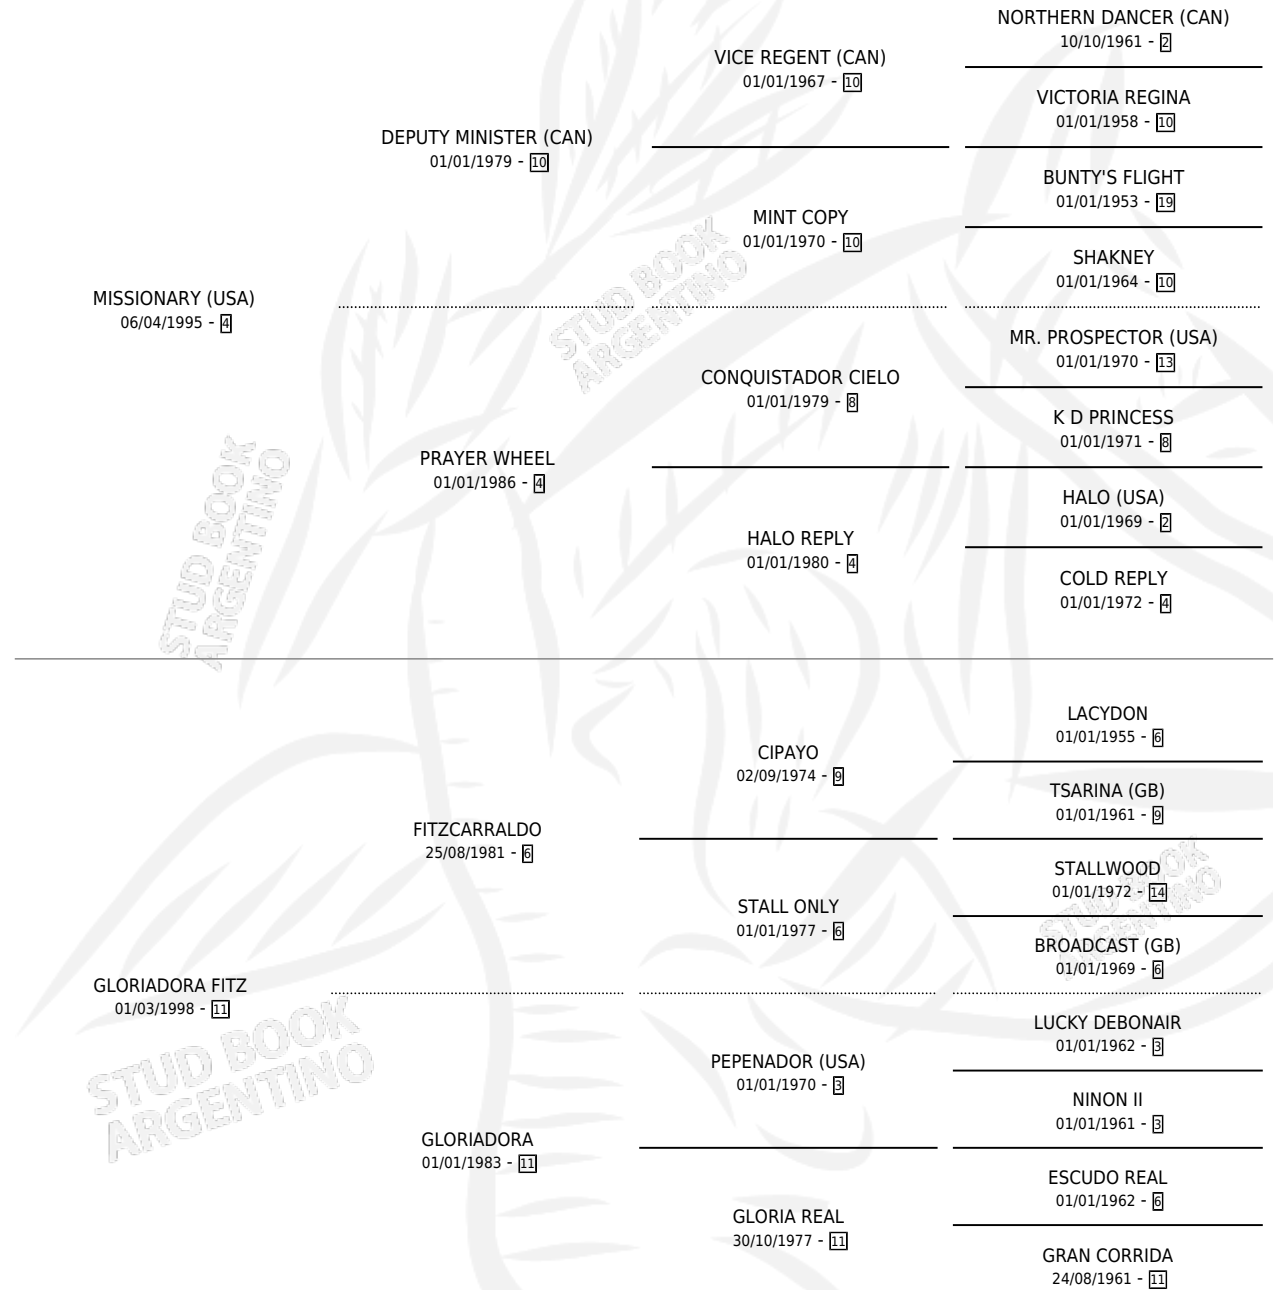 NORTHERN DANCER (CAN)
10/10/1961 - 2
VICE REGENT (CAN)
01/01/1967 - 10
VICTORIA REGINA
01/01/1958 - 10
DEPUTY MINISTER (CAN)
01/01/1979 - 10
BUNTY'S FLIGHT
01/01/1953 - 19
MINT COPY
01/01/1970 - 10
SHAKNEY
01/01/1964 - 10
MISSIONARY (USA)
06/04/1995 - 4
MR. PROSPECTOR (USA)
01/01/1970 - 13
CONQUISTADOR CIELO
01/01/1979 - 8
K D PRINCESS
01/01/1971 - 8
PRAYER WHEEL
01/01/1986 - 4
HALO (USA)
01/01/1969 - 2
HALO REPLY
01/01/1980 - 4
COLD REPLY
01/01/1972 - 4
LACYDON
01/01/1955 - 6
CIPAYO
02/09/1974 - 9
TSARINA (GB)
01/01/1961 - 9
FITZCARRALDO
25/08/1981 - 6
STALLWOOD
01/01/1972 - 14
STALL ONLY
01/01/1977 - 6
BROADCAST (GB)
01/01/1969 - 6
GLORIADORA FITZ
01/03/1998 - 11
LUCKY DEBONAIR
01/01/1962 - 3
PEPENADOR (USA)
01/01/1970 - 3
NINON II
01/01/1961 - 3
GLORIADORA
01/01/1983 - 11
ESCUDO REAL
01/01/1962 - 6
GLORIA REAL
30/10/1977 - 11
GRAN CORRIDA
24/08/1961 - 11
STUD BOOK
ARGENTINO
STUD BOOK
ARGENTINO
STUD BOOK
ARGENTINO
STUD BOOK
ARGENTINO